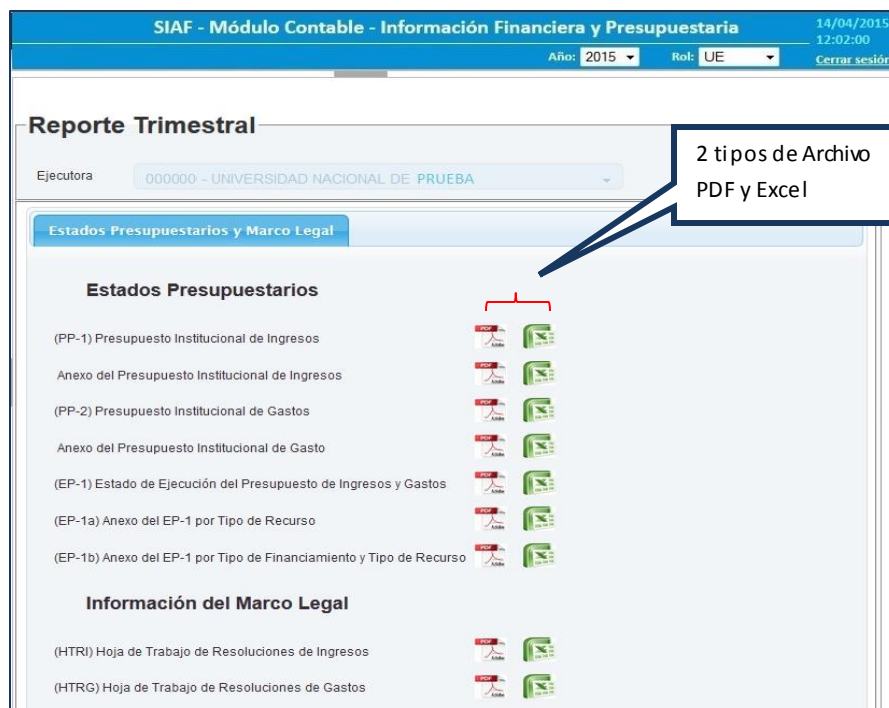 SIAF - Módulo Contable - Información Financiera y Presupuestaria
14/04/2015
12:02:00
Año: 2015 Rol: UE
Cerrar sesión
Reporte Trimestral
Ejecutora 000000 - UNIVERSIDAD NACIONAL DE PRUEBA
2 tipos de Archivo
PDF y Excel
Estados Presupuestarios y Marco Legal
Estados Presupuestarios
(PP-1) Presupuesto Institucional de Ingresos
Anexo del Presupuesto Institucional de Ingresos
(PP-2) Presupuesto Institucional de Gastos
Anexo del Presupuesto Institucional de Gasto
(EP-1) Estado de Ejecución del Presupuesto de Ingresos y Gastos
(EP-1a) Anexo del EP-1 por Tipo de Recurso
(EP-1b) Anexo del EP-1 por Tipo de Financiamiento y Tipo de Recurso
Información del Marco Legal
(HTRI) Hoja de Trabajo de Resoluciones de Ingresos
(HTRG) Hoja de Trabajo de Resoluciones de Gastos